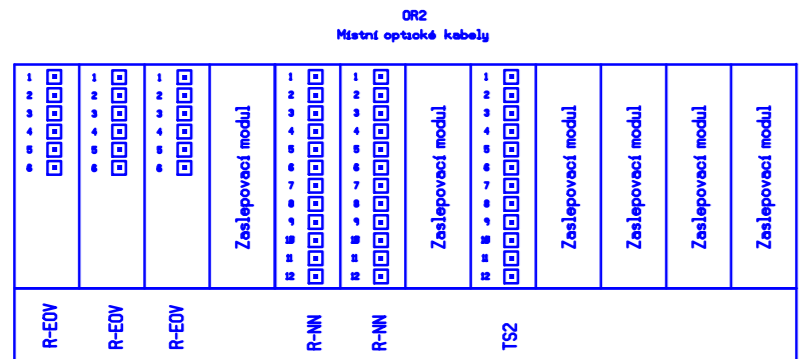 OR2
Místní optické kabely
1 1 1 1 1 1
2 2 2 2 2 2
3 3 3 3 3 3
4 4 4 4 4 4
5 5 5 5 5 5
6 6 6 6 6 6
7 7 7
8 8 8
9 9 9
10 10 10
11 11 11
12 12 12
Zaslepovací modul
Zaslepovací modul
Zaslepovací modul
Zaslepovací modul
Zaslepovací modul
Zaslepovací modul
R-EOV R-EOV R-EOV R-NN R-NN TS2